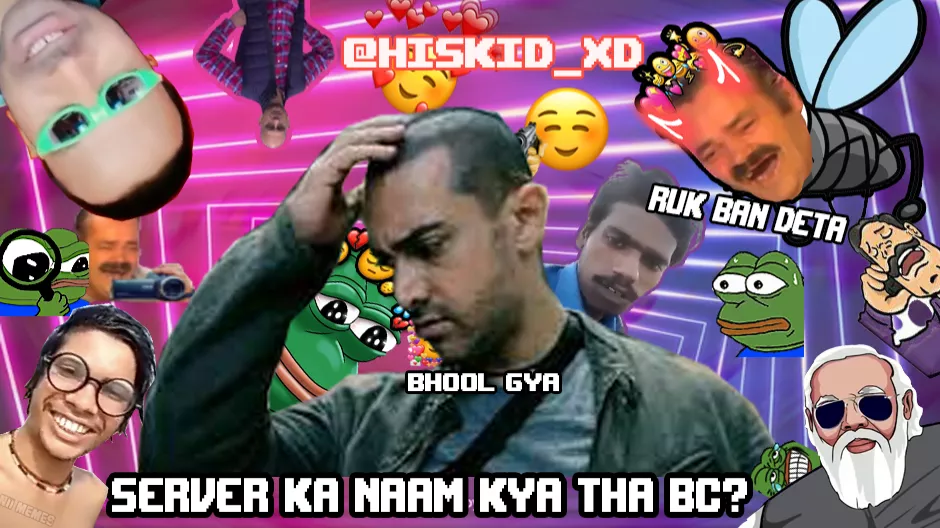 @HISKID_XD
RUK BAN DETA
BHOOL GYA
SERVER KA NAAM KYA THA BC?